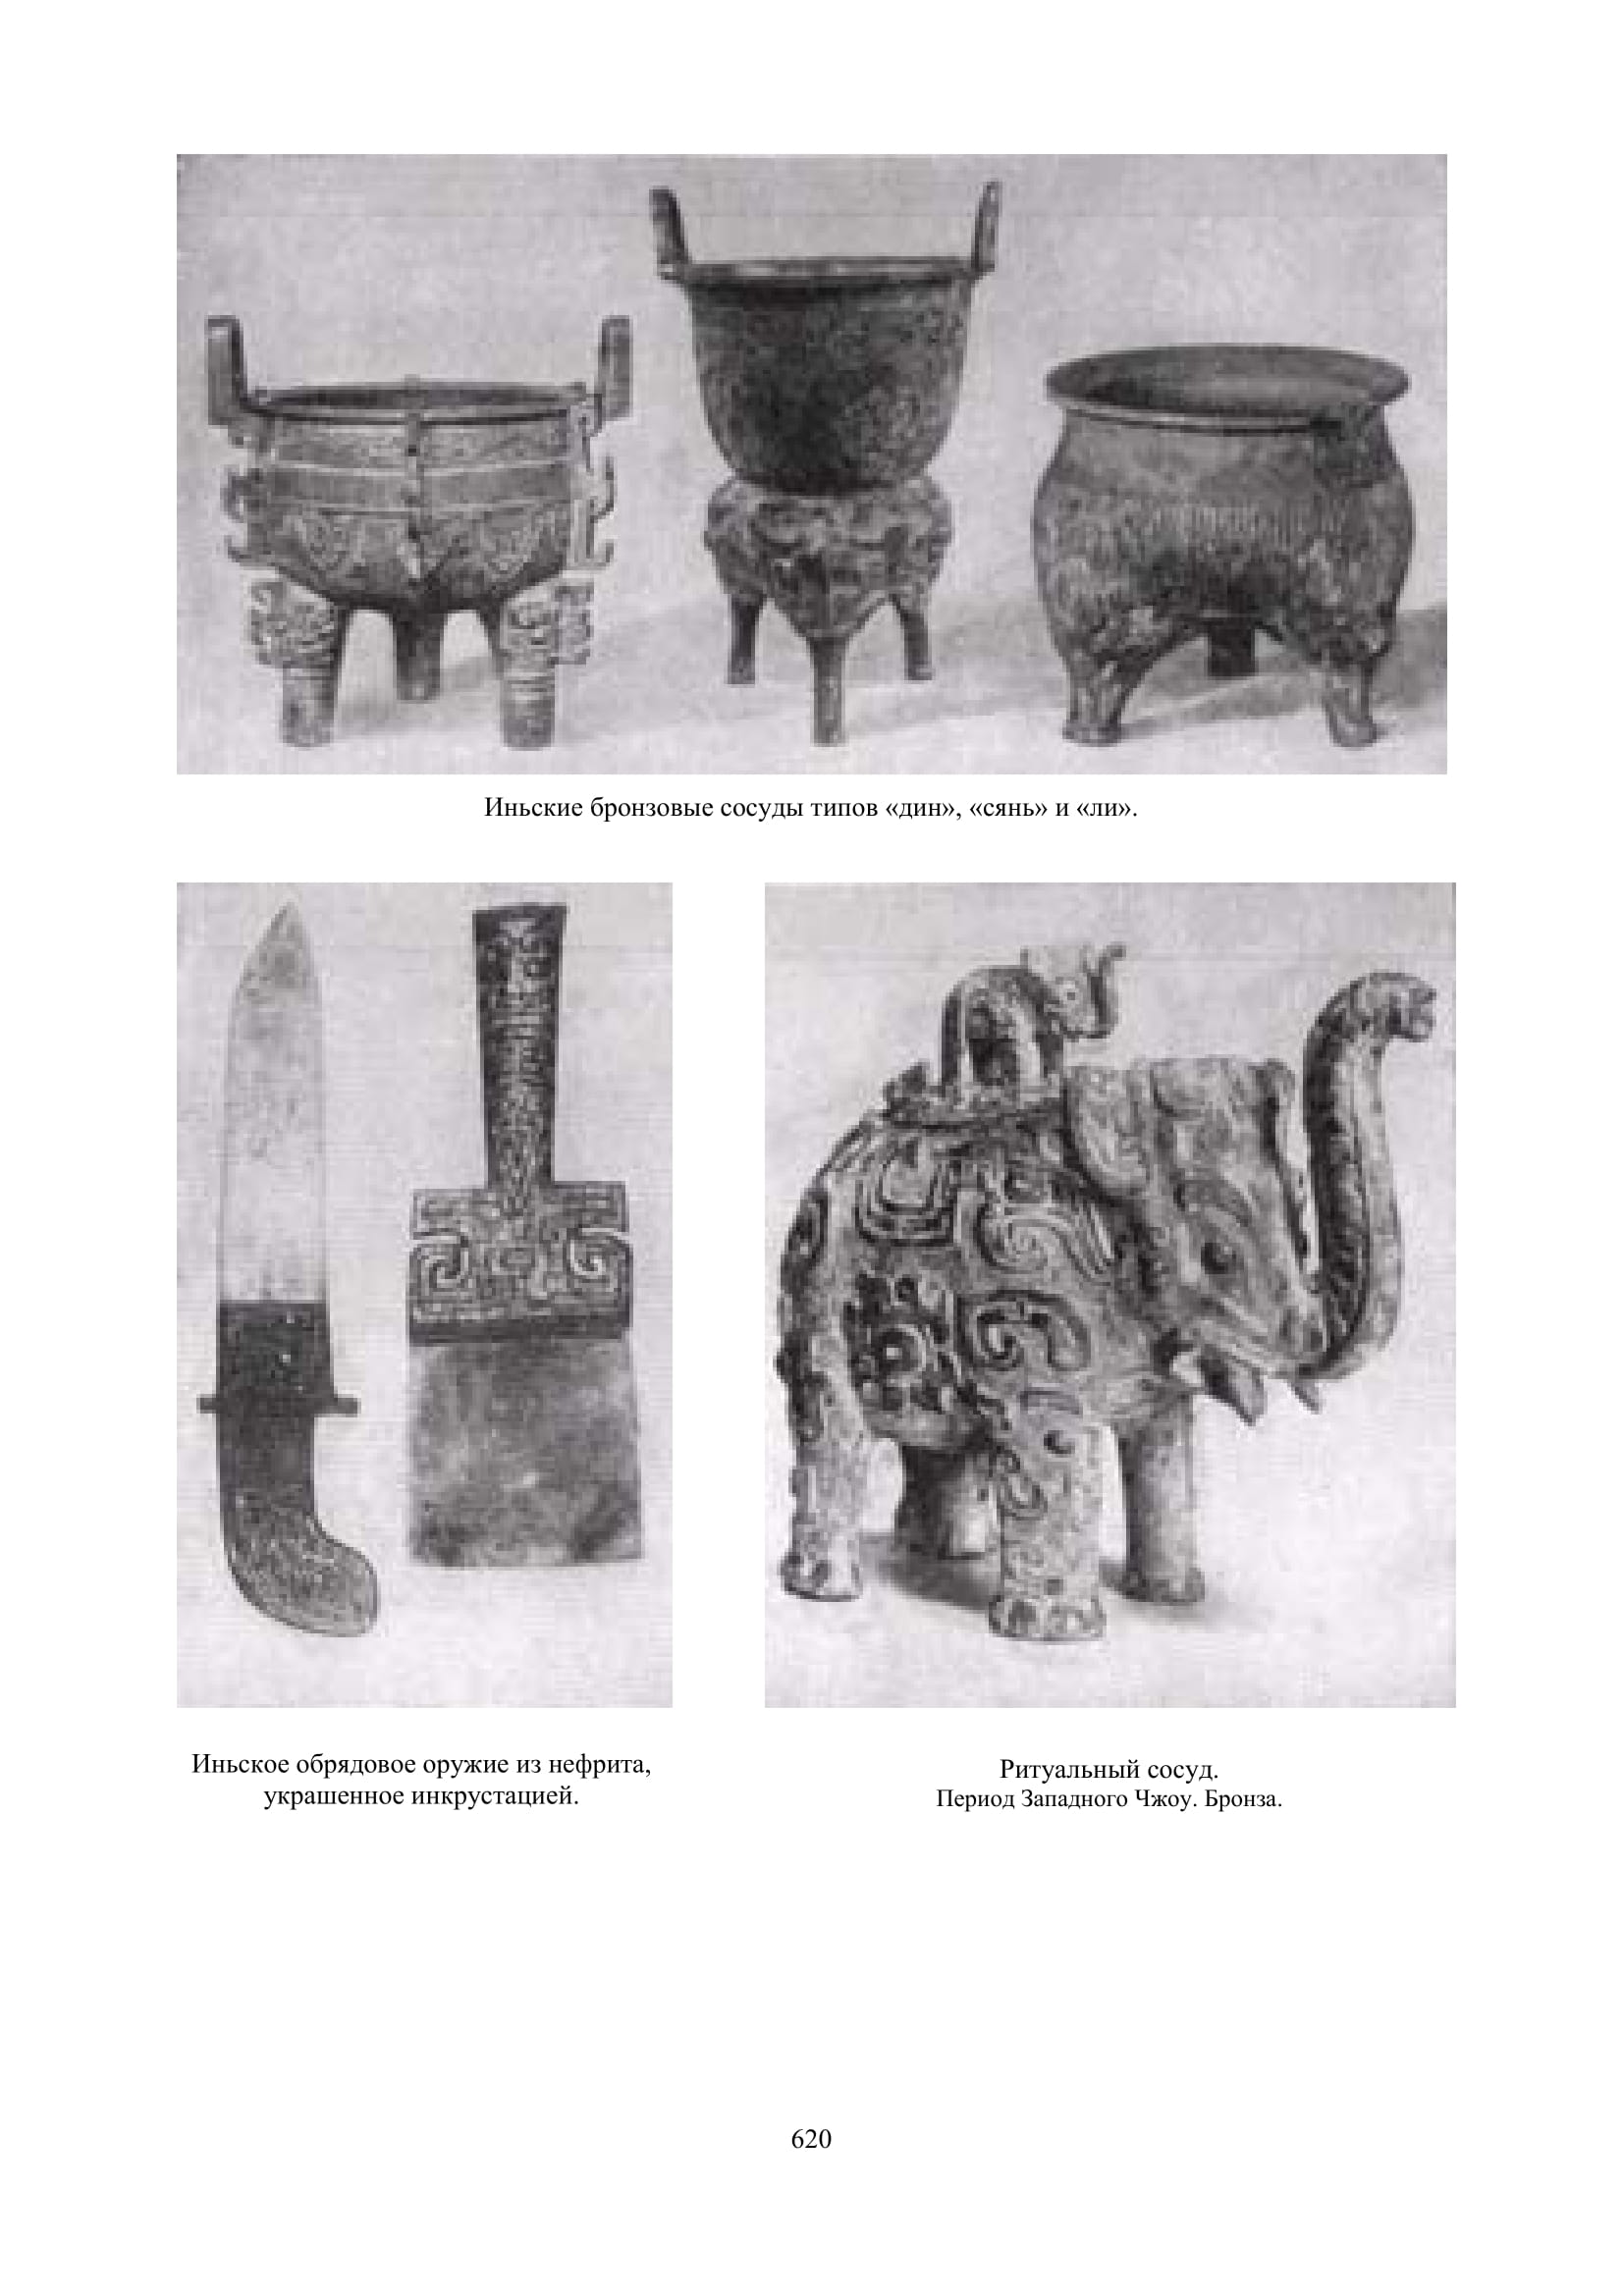 Иньские бронзовые сосуды типов «дин», «сянь» и «ли».
Иньское обрядовое оружие из нефрита,
украшенное инкрустацией.
Ритуальный сосуд.
Период Западного Чжоу. Бронза.
620